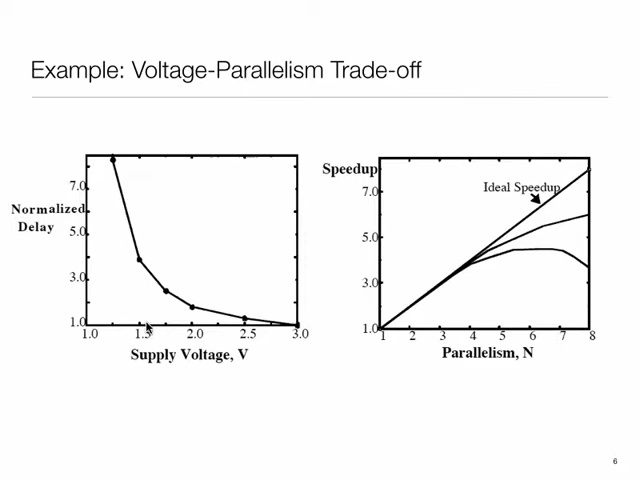 Example: Voltage-Parallelism Trade-off
Normalized
Delay
7.0
5.0
3.0
1.0
1.0 1.5 2.0 2.5 3.0
Supply Voltage, V
Speedup
7.0
5.0
3.0
1.0
Ideal Speedup
1 2 3 4 5 6 7 8
Parallelism, N
6